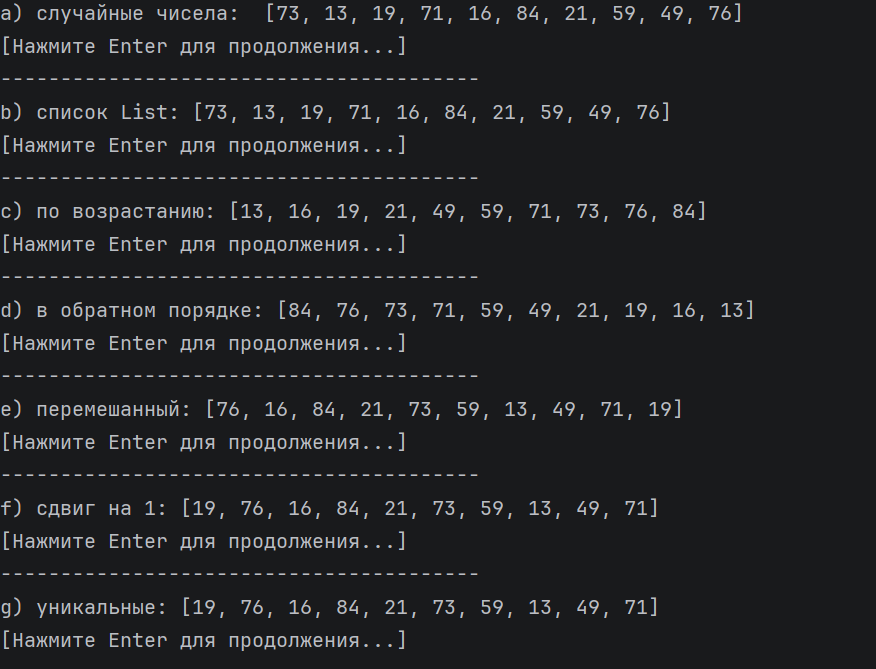 a) случайные чисела:  [73, 13, 19, 71, 16, 84, 21, 59, 49, 76]
[Нажмите Enter для продолжения...]
----------------------------------------
b) список List: [73, 13, 19, 71, 16, 84, 21, 59, 49, 76]
[Нажмите Enter для продолжения...]
----------------------------------------
c) по возрастанию: [13, 16, 19, 21, 49, 59, 71, 73, 76, 84]
[Нажмите Enter для продолжения...]
----------------------------------------
d) в обратном порядке: [84, 76, 73, 71, 59, 49, 21, 19, 16, 13]
[Нажмите Enter для продолжения...]
----------------------------------------
e) перемешанный: [76, 16, 84, 21, 73, 59, 13, 49, 71, 19]
[Нажмите Enter для продолжения...]
----------------------------------------
f) сдвиг на 1: [19, 76, 16, 84, 21, 73, 59, 13, 49, 71]
[Нажмите Enter для продолжения...]
----------------------------------------
g) уникальные: [19, 76, 16, 84, 21, 73, 59, 13, 49, 71]
[Нажмите Enter для продолжения...]